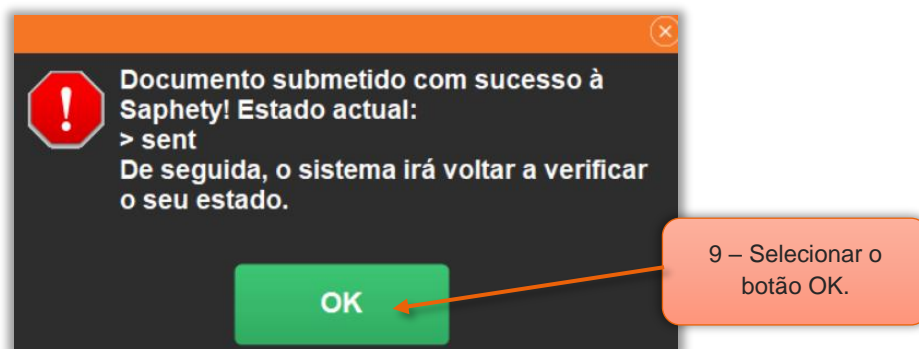 Documento submetido com sucesso à
Saphety! Estado actual:
> sent
De seguida, o sistema irá voltar a verificar
o seu estado.
OK
9 – Selecionar o
botão OK.